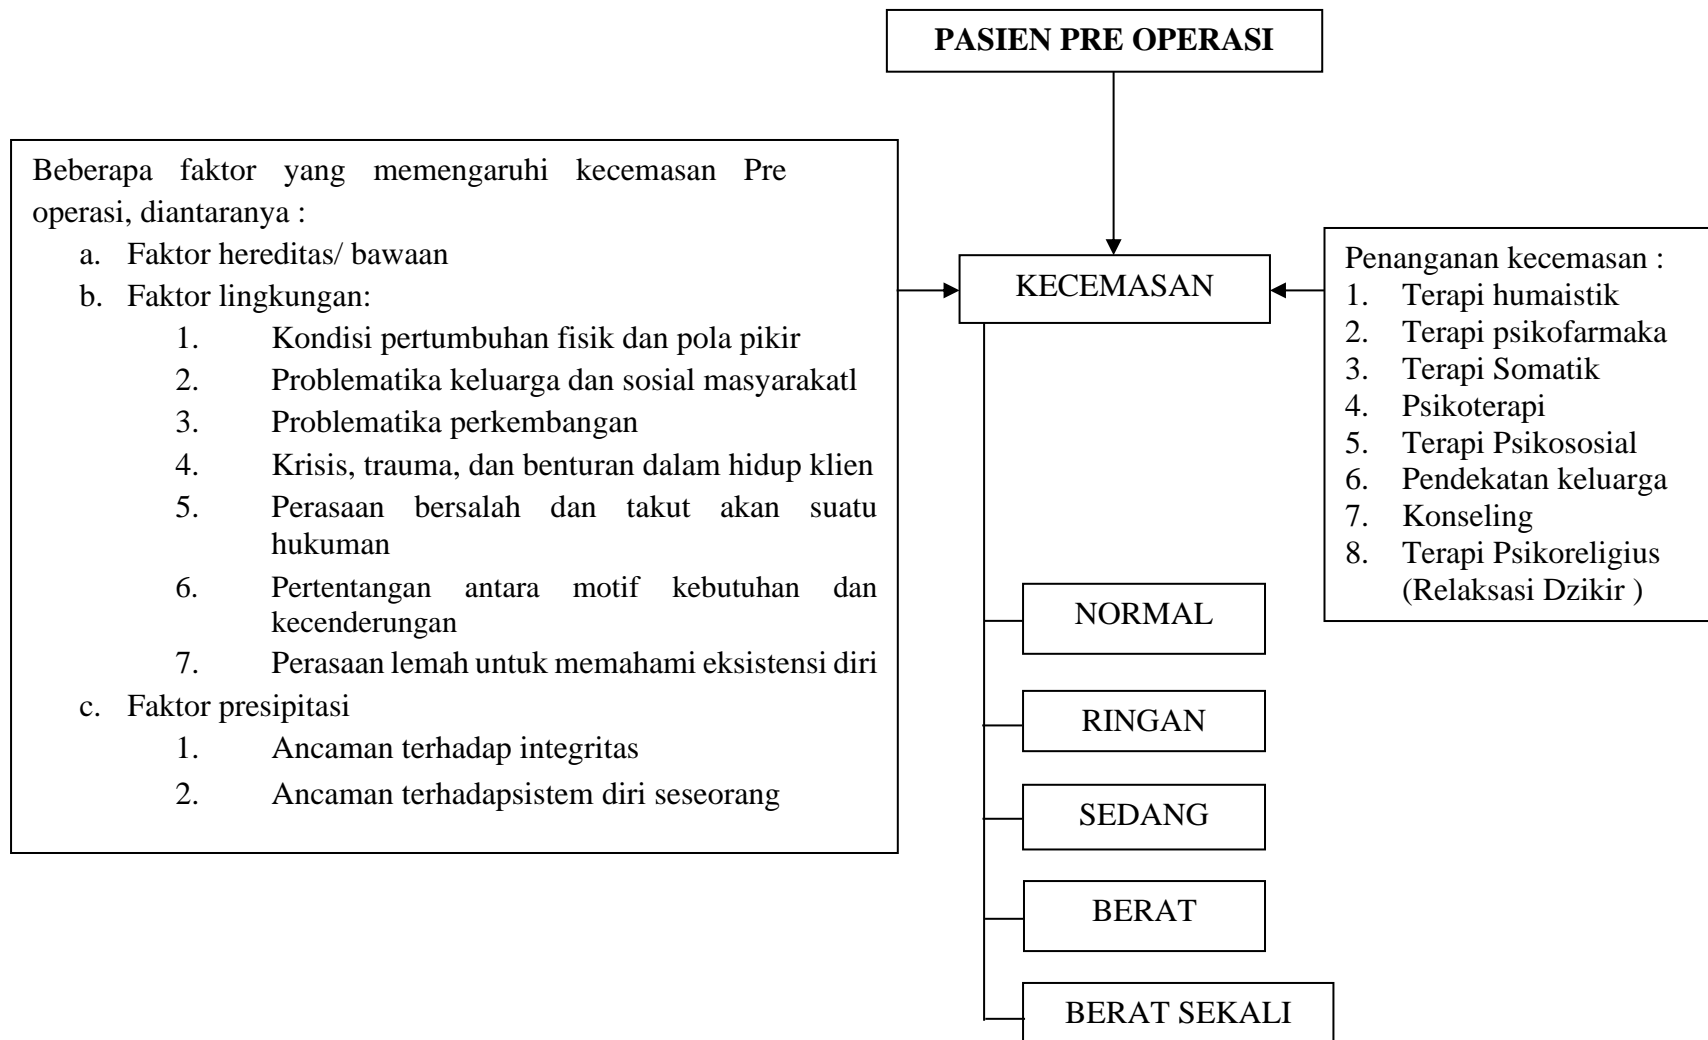 PASIEN PRE OPERASI
Beberapa faktor yang memengaruhi kecemasan Pre
operasi, diantaranya :
a. Faktor hereditas/ bawaan
b. Faktor lingkungan:
1. Kondisi pertumbuhan fisik dan pola pikir
2. Problematika keluarga dan sosial masyarakatl
3. Problematika perkembangan
4. Krisis, trauma, dan benturan dalam hidup klien
5. Perasaan bersalah dan takut akan suatu
hukuman
6. Pertentangan antara motif kebutuhan dan
kecenderungan
7. Perasaan lemah untuk memahami eksistensi diri
c. Faktor presipitasi
1. Ancaman terhadap integritas
2. Ancaman terhadapsistem diri seseorang
KECEMASAN
Penanganan kecemasan :
1. Terapi humaistik
2. Terapi psikofarmaka
3. Terapi Somatik
4. Psikoterapi
5. Terapi Psikososial
6. Pendekatan keluarga
7. Konseling
8. Terapi Psikoreligius
(Relaksasi Dzikir )
NORMAL
RINGAN
SEDANG
BERAT
BERAT SEKALI